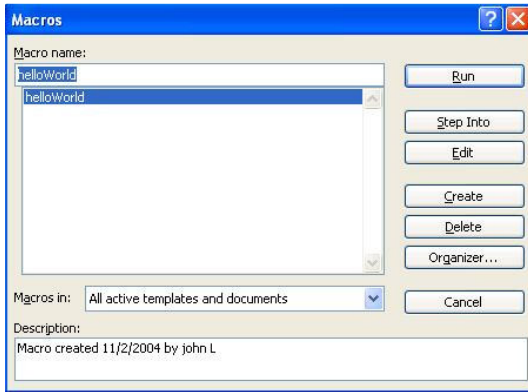 Macros
Macro name:
helloWorld
helloWorld
Run
Step Into
Edit
Create
Delete
Organizer...
Macros in: All active templates and documents
Cancel
Description:
Macro created 11/2/2004 by john L